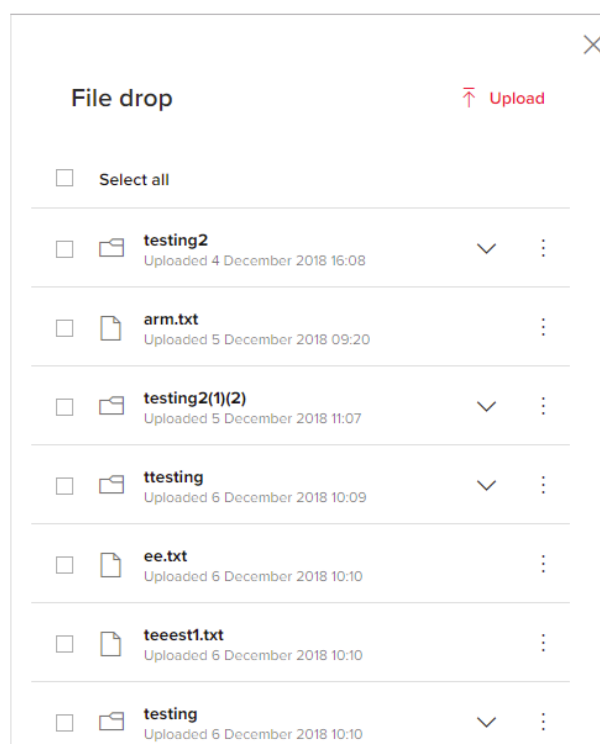 File drop
Upload
Select all
testing2
Uploaded 4 December 2018 16:08
arm.txt
Uploaded 5 December 2018 09:20
testing2(1)(2)
Uploaded 5 December 2018 11:07
ttesting
Uploaded 6 December 2018 10:09
ee.txt
Uploaded 6 December 2018 10:10
teeest1.txt
Uploaded 6 December 2018 10:10
testing
Uploaded 6 December 2018 10:10